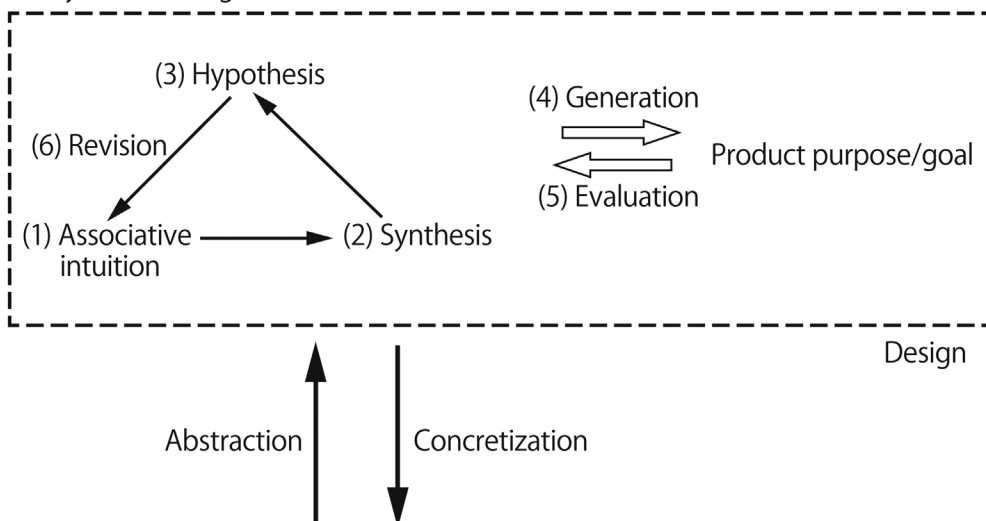 (3) Hypothesis
(4) Generation
(6) Revision
Product purpose/goal
(5) Evaluation
(1) Associative
intuition
(2) Synthesis
Design
Abstraction
Concretization